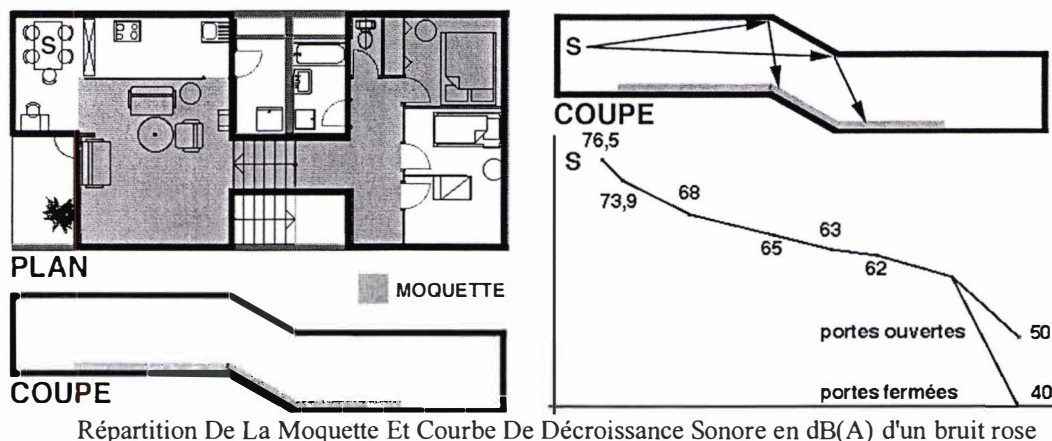 S
PLAN
MOQUETTE
COUPE
S
COUPE
76,5
S
73,9
68
65
63
62
portes ouvertes
50
portes fermées
40
Répartition De La Moquette Et Courbe De Décroissance Sonore en dB(A) d'un bruit rose